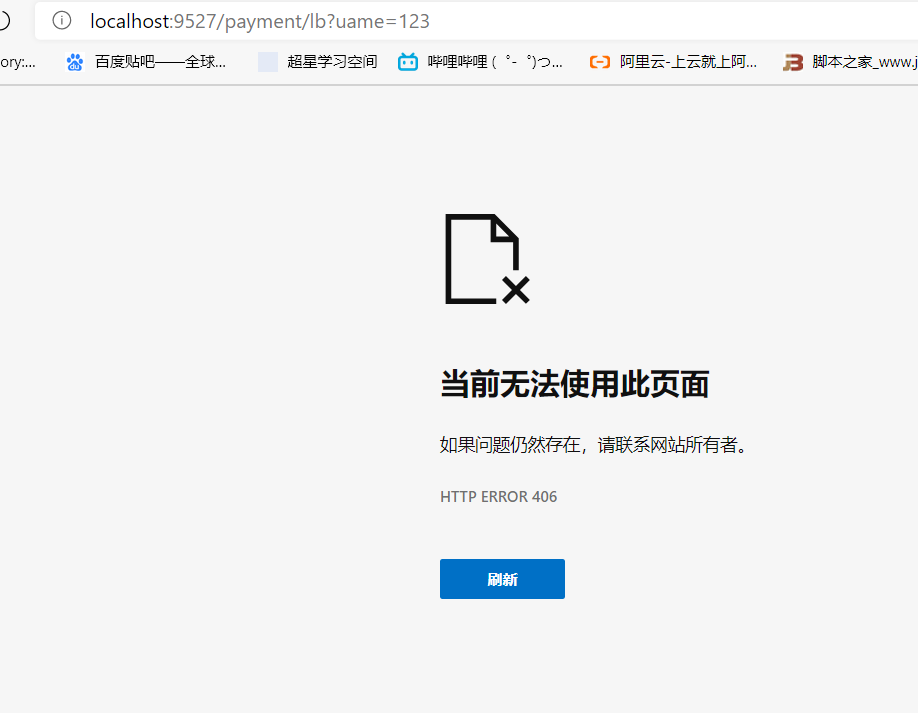 localhost:9527/payment/lb?uame=123
ory:... 百度贴吧——全球... 超星学习空间 哔哩哔哩 ( ゜- ゜)つ... 阿里云-上云就上阿... 脚本之家_www.j
当前无法使用此页面
如果问题仍然存在，请联系网站所有者。
HTTP ERROR 406
刷新